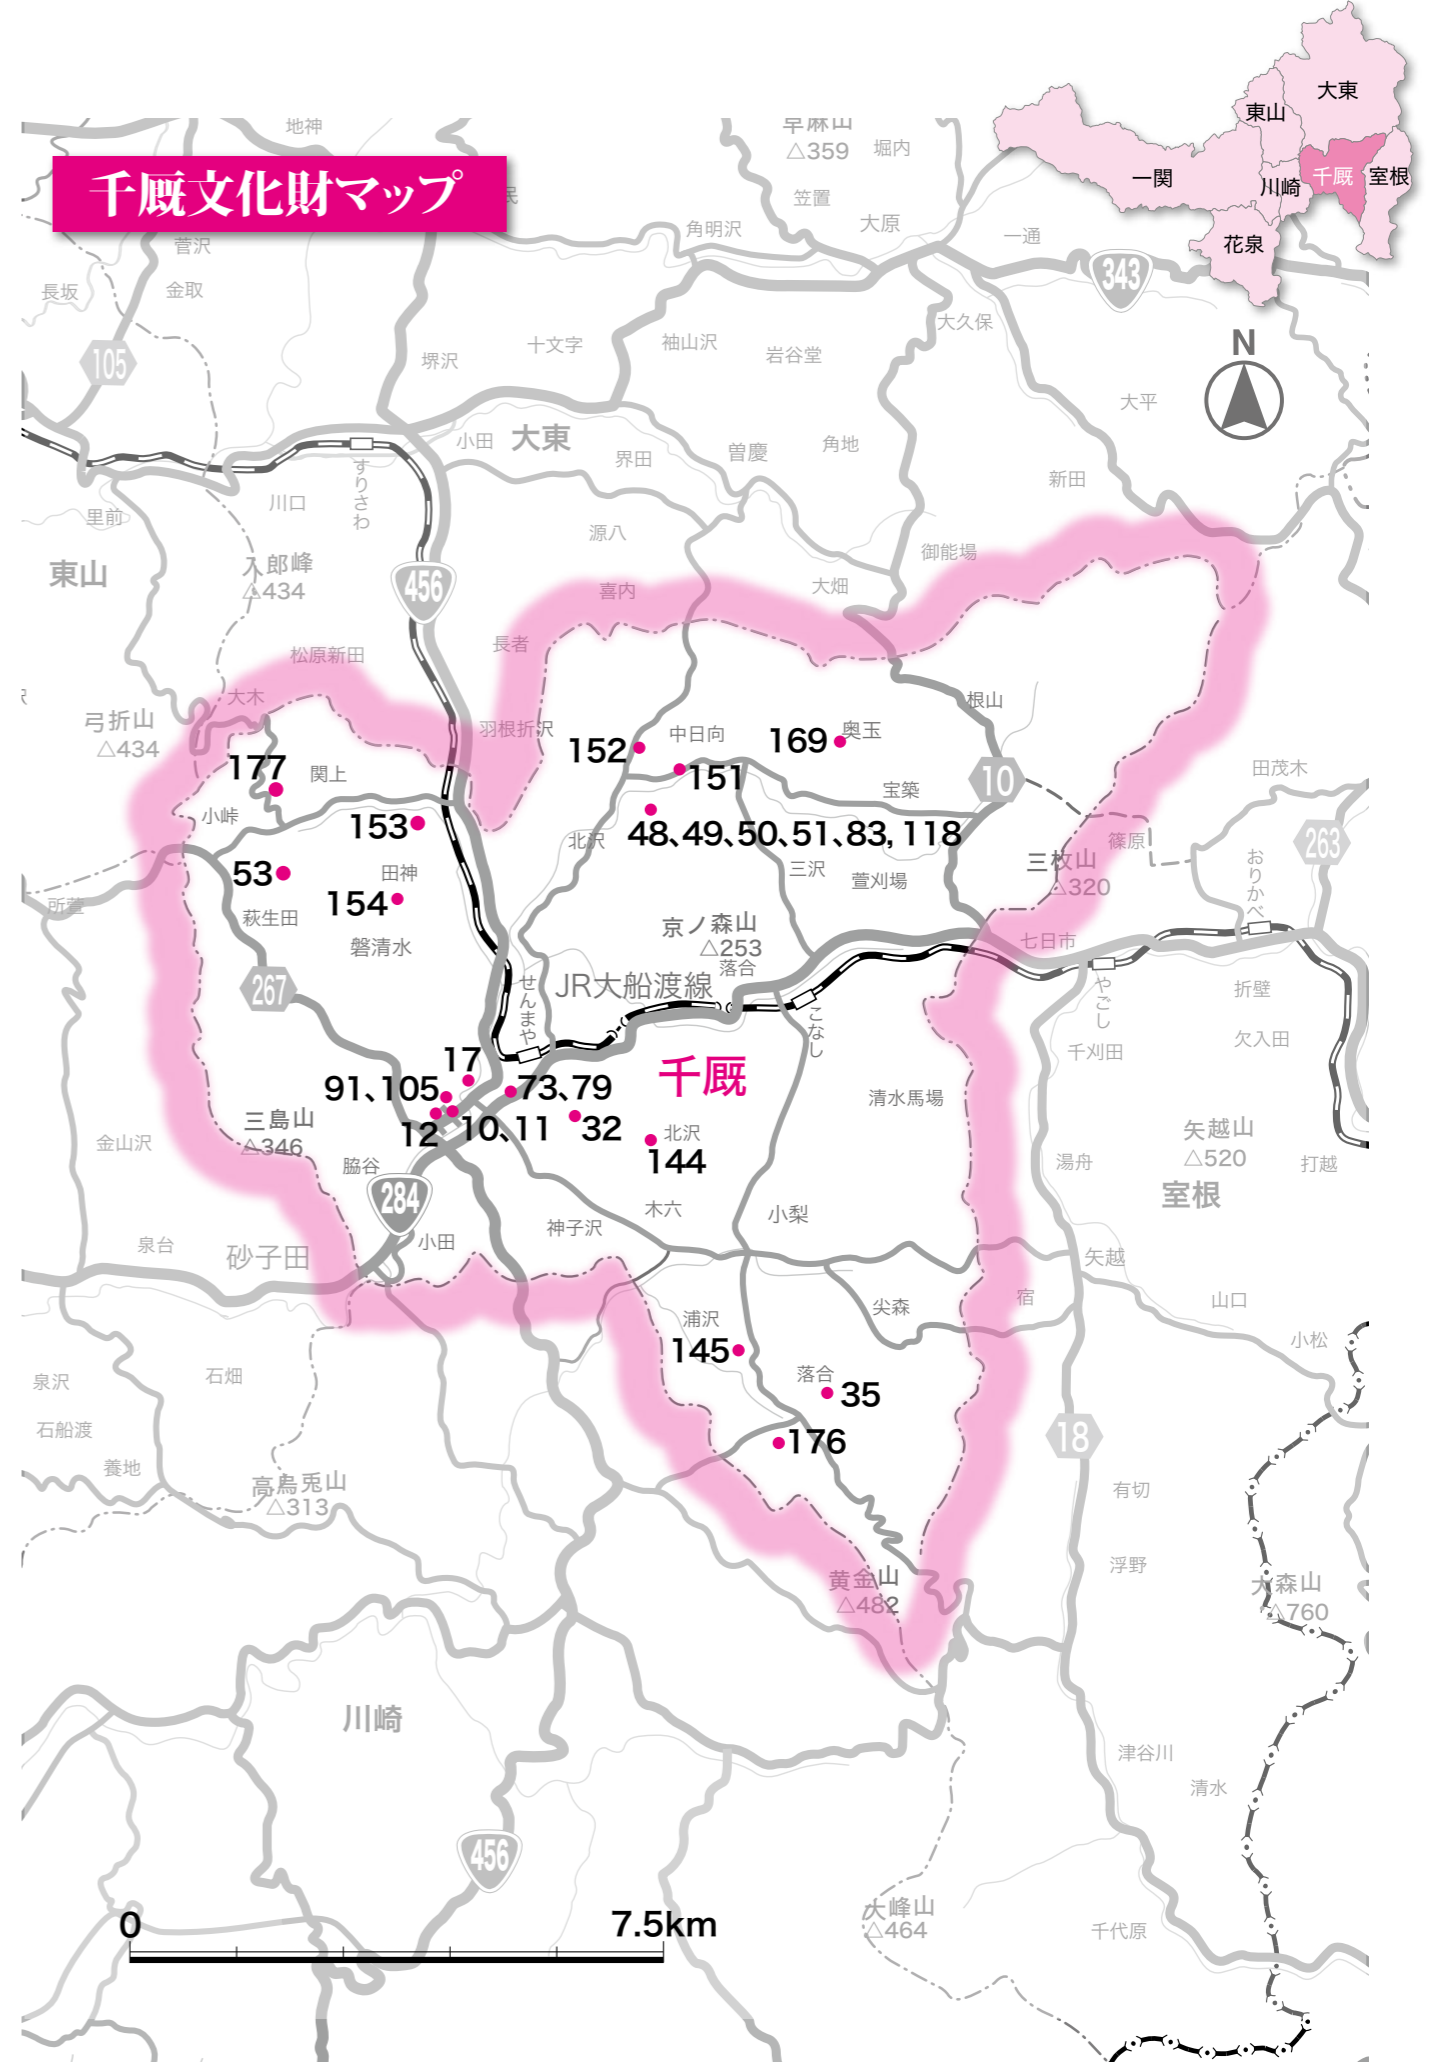 千厩文化財マップ
大東
東山
一関
川崎
千厩
室根
花泉
N
地神
早麻山
△359
堀内
民
笠置
大原
菅沢
角明沢
一通
343
長坂
金取
大久保
105
堺沢
十文字
袖山沢
岩谷堂
大平
小田
大東
界田
曽慶
角地
すりさわ
新田
里前
川口
源八
御能場
東山
入郎峰
△434
456
喜内
大畑
長者
松原新田
大木
弓折山
△434
羽根折沢
根山
152
中日向
169
奥玉
177
関上
151
10
宝築
田茂木
小峠
153
北沢
48、49、50、51、83, 118
篠原
263
53
田神
三沢
萱刈場
三枚山
△320
おりかべ
所萱
154
萩生田
京ノ森山
△253
磐清水
七日市
落合
267
せんまや
JR大船渡線
こなし
やごし
折壁
欠入田
千刈田
17
千厩
91、105
73、79
清水馬場
12
10、11
32
北沢
三島山
△346
金山沢
144
矢越山
△520
湯舟
打越
脇谷
284
室根
木六
小梨
神子沢
小田
泉台
砂子田
矢越
尖森
宿
山口
浦沢
145
小松
落合
35
石畑
泉沢
石船渡
176
18
養地
高烏兎山
△313
有切
浮野
黄金山
△482
大森山
△760
川崎
津谷川
清水
456
大峰山
△464
千代原
0
7.5km